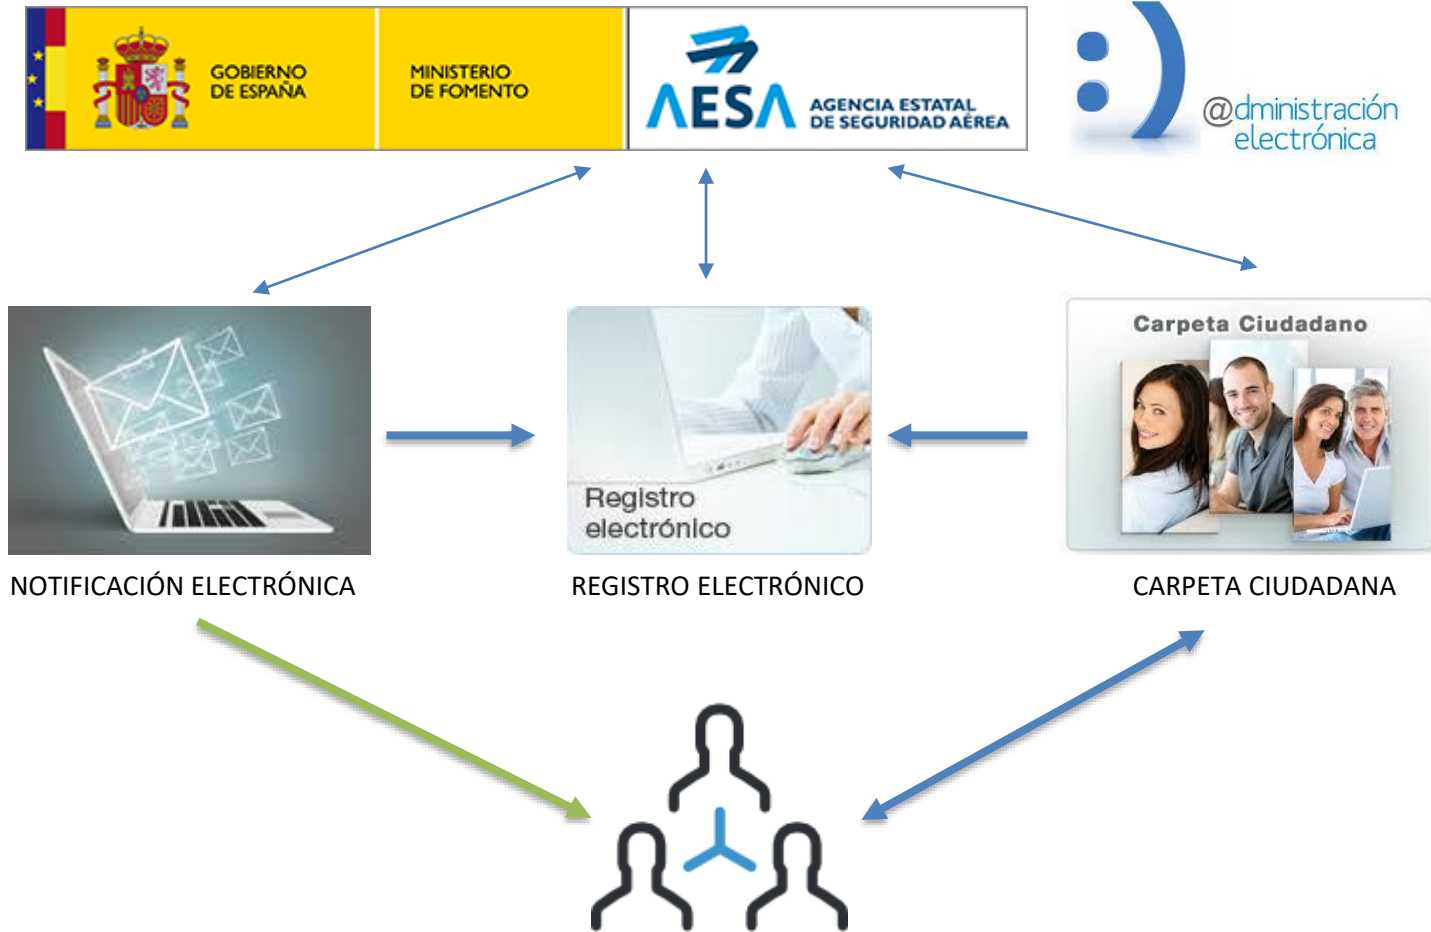 GOBIERNO
DE ESPAÑA
MINISTERIO
DE FOMENTO
AESA
AGENCIA ESTATAL
DE SEGURIDAD AÉREA
:)
@dministración
electrónica
Registro
electrónico
Carpeta Ciudadano
NOTIFICACIÓN ELECTRÓNICA
REGISTRO ELECTRÓNICO
CARPETA CIUDADANA